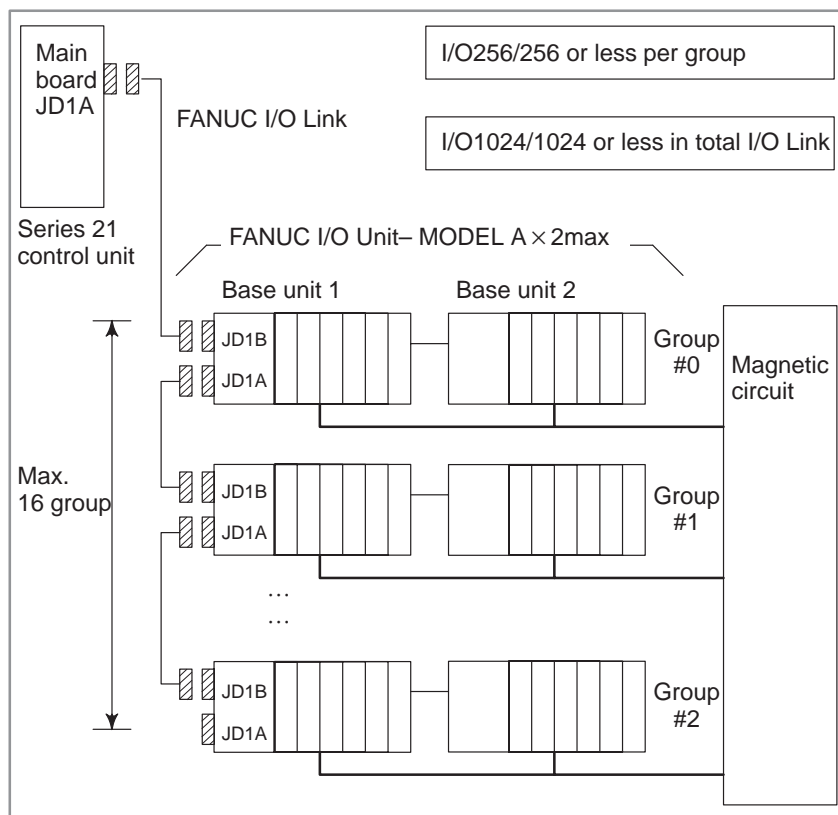 Main
board
JD1A
I/O256/256 or less per group
FANUC I/O Link
I/O1024/1024 or less in total I/O Link
Series 21
control unit
FANUC I/O Unit– MODEL A × 2max
Base unit 1
Base unit 2
JD1B
JD1A
Group
#0
Magnetic
circuit
Max.
16 group
JD1B
JD1A
Group
#1
...
...
JD1B
JD1A
Group
#2